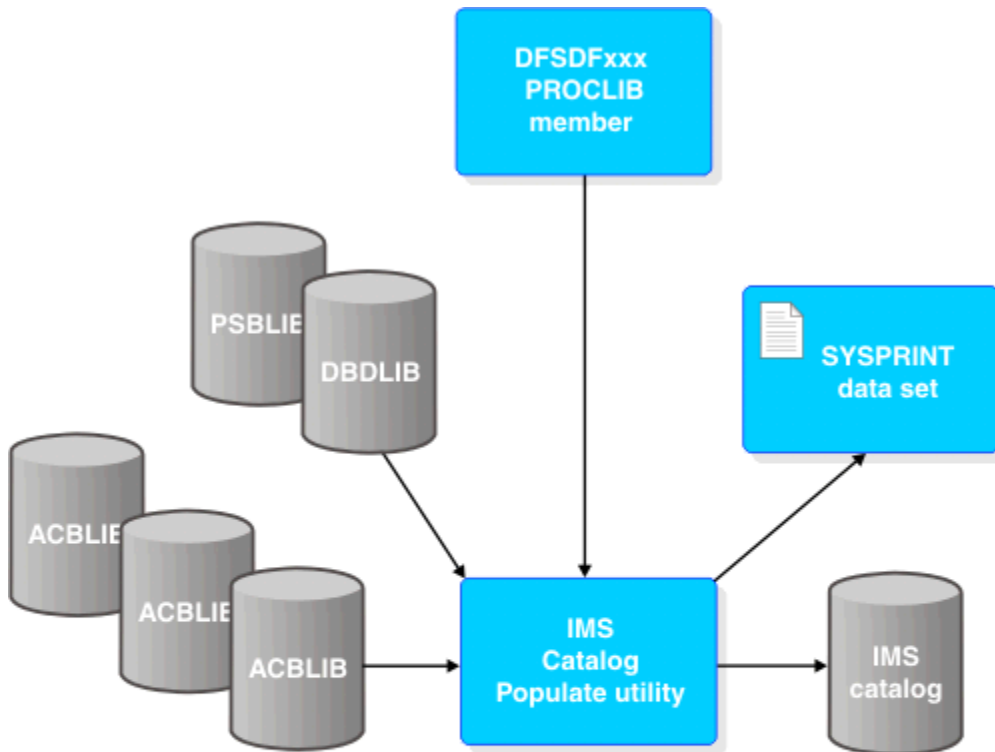 DFSDFxxx
PROCLIB
member
PSBLIB
DBDLIB
SYSPRINT
data set
ACBLIB
ACBLIB
ACBLIB
IMS
Catalog
Populate utility
IMS
catalog